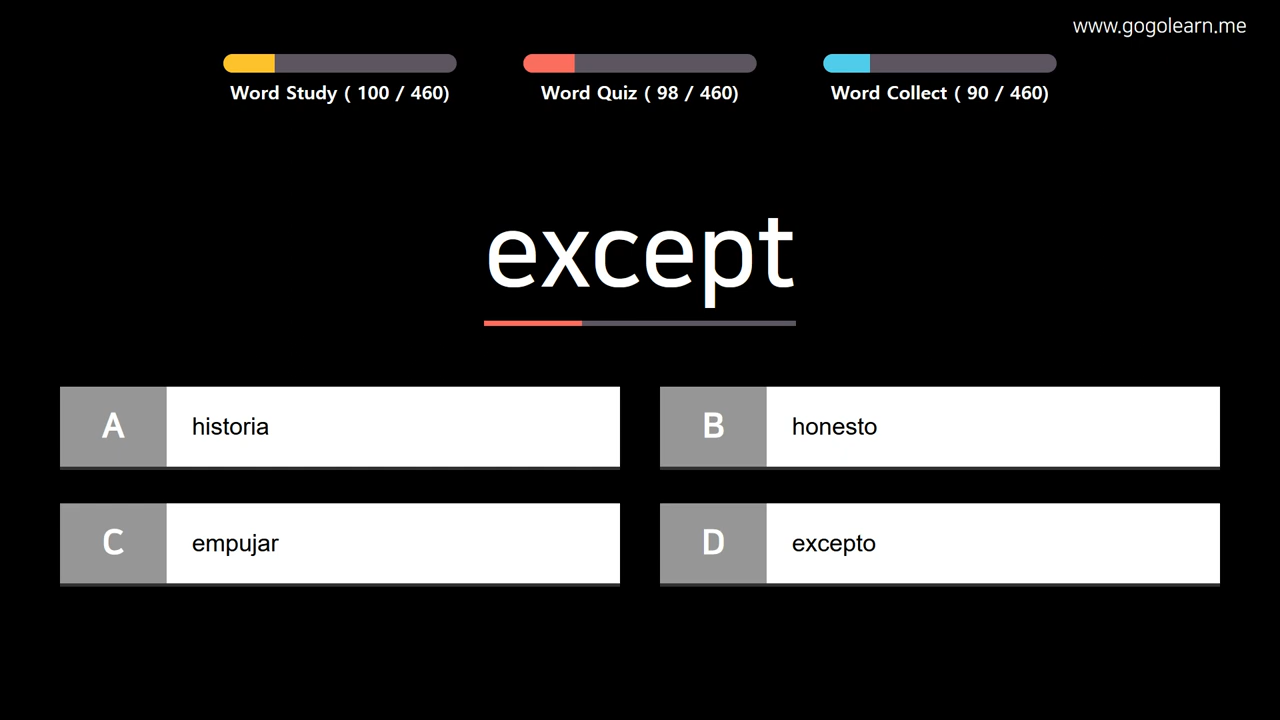 www.gogolearn.me
Word Study ( 100 / 460)
Word Quiz ( 98 / 460)
Word Collect ( 90 / 460)
except
A historia
B honesto
C empujar
D excepto